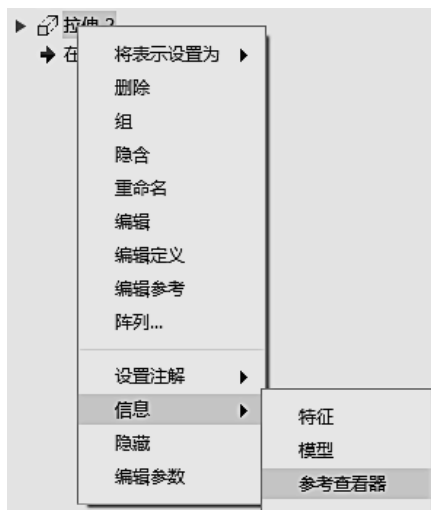 拉伸 2
在
将表示设置为
删除
组
隐含
重命名
编辑
编辑定义
编辑参考
阵列...
设置注解
信息
隐藏
编辑参数
特征
模型
参考查看器